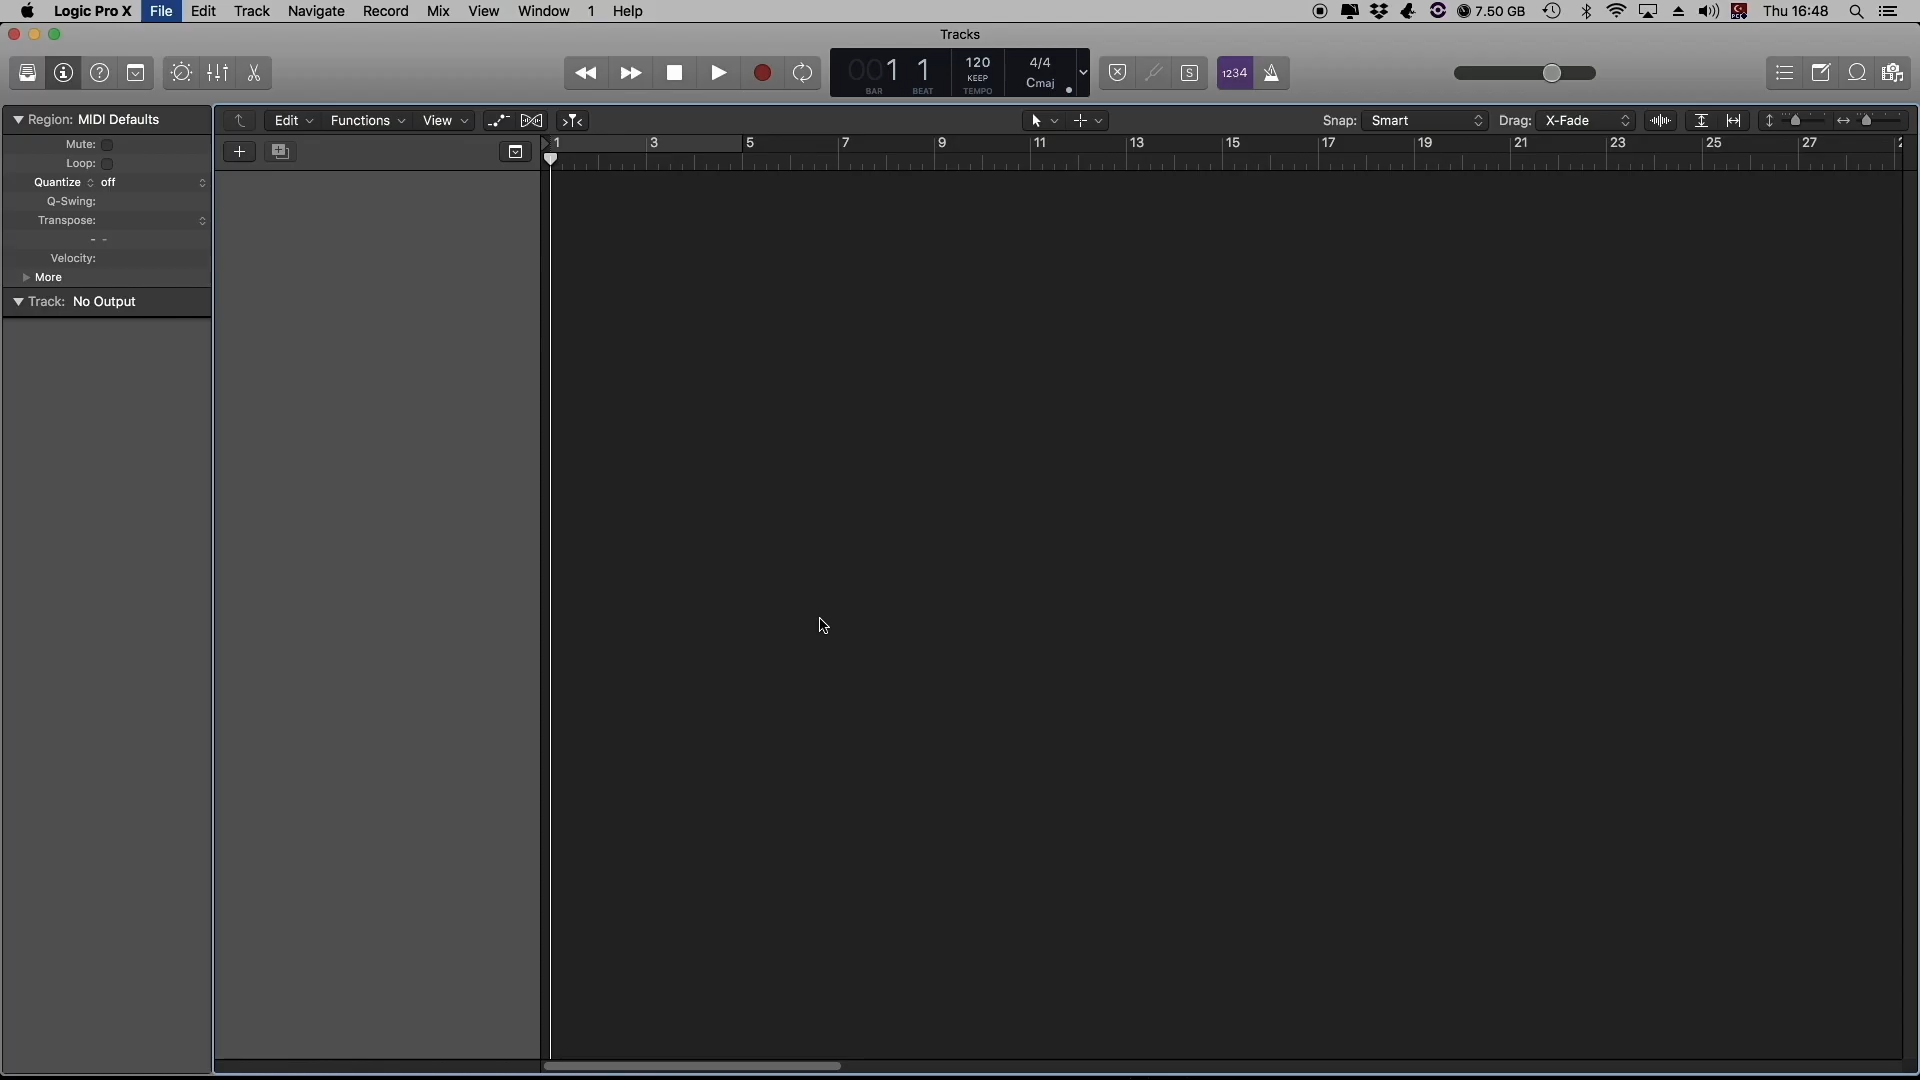 Logic Pro X File Edit Track Navigate Record Mix View Window 1 Help 7.50 GB Thu 16:48
Tracks
001 1 120 4/4
KEEP Cmaj
BAR BEAT TEMPO
S 1234
Region: MIDI Defaults
Edit Functions View Snap: Smart Drag: X-Fade
Mute:
1 3 5 7 9 11 13 15 17 19 21 23 25 27
Loop:
Quantize off
Q-Swing:
Transpose:
- -
Velocity:
More
Track: No Output